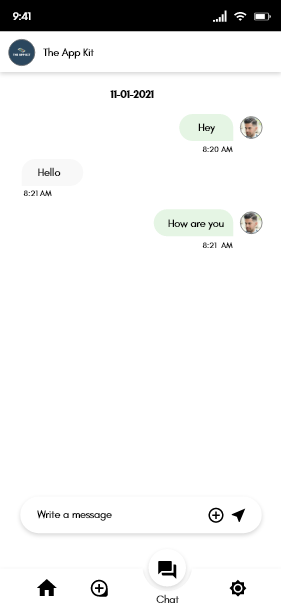 9:41
The App Kit
11-01-2021
Hey
8:20 AM
Hello
8:21 AM
How are you
8:21 AM
Write a message
Chat